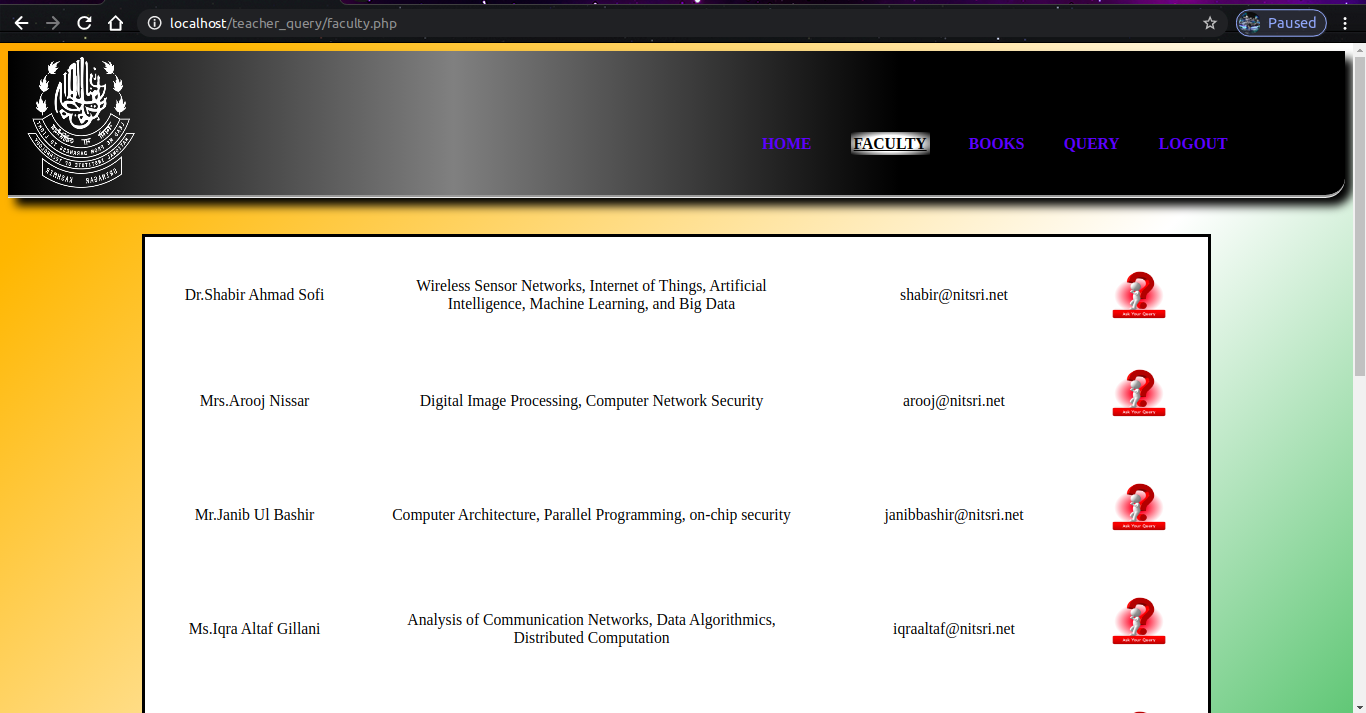 localhost/teacher_query/faculty.php
Paused
HOME
FACULTY
BOOKS
QUERY
LOGOUT
Dr.Shabir Ahmad Sofi
Wireless Sensor Networks, Internet of Things, Artificial
Intelligence, Machine Learning, and Big Data
shabir@nitsri.net
Ask Your Query
Mrs.Arooj Nissar
Digital Image Processing, Computer Network Security
arooj@nitsri.net
Ask Your Query
Mr.Janib Ul Bashir
Computer Architecture, Parallel Programming, on-chip security
janibbashir@nitsri.net
Ask Your Query
Ms.Iqra Altaf Gillani
Analysis of Communication Networks, Data Algorithmics,
Distributed Computation
iqraaltaf@nitsri.net
Ask Your Query